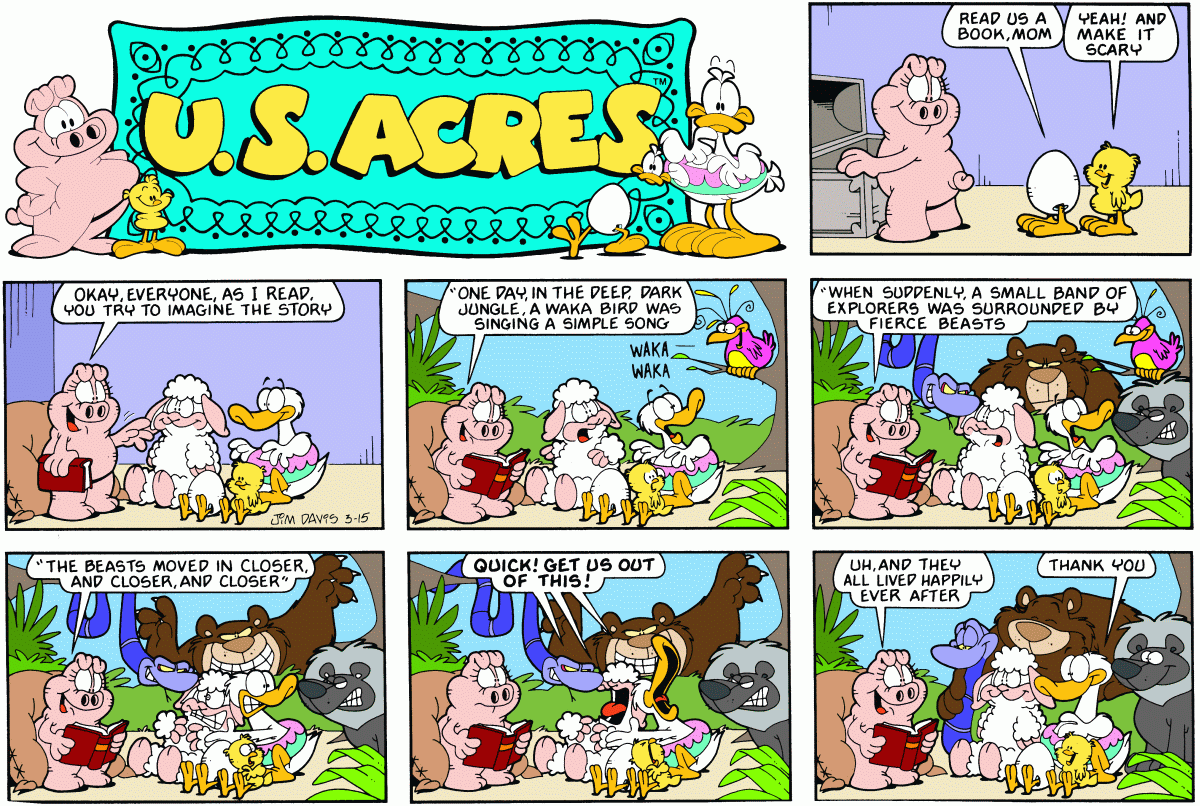 U.S. ACRES™
READ US A
BOOK, MOM
YEAH! AND
MAKE IT
SCARY
OKAY, EVERYONE, AS I READ,
YOU TRY TO IMAGINE THE STORY
JIM DAVIS 3-15
"ONE DAY, IN THE DEEP, DARK
JUNGLE, A WAKA BIRD WAS
SINGING A SIMPLE SONG
WAKA
WAKA
"WHEN SUDDENLY, A SMALL BAND OF
EXPLORERS WAS SURROUNDED BY
FIERCE BEASTS
"THE BEASTS MOVED IN CLOSER,
AND CLOSER, AND CLOSER"
QUICK! GET US OUT
OF THIS!
UH, AND THEY
ALL LIVED HAPPILY
EVER AFTER
THANK YOU